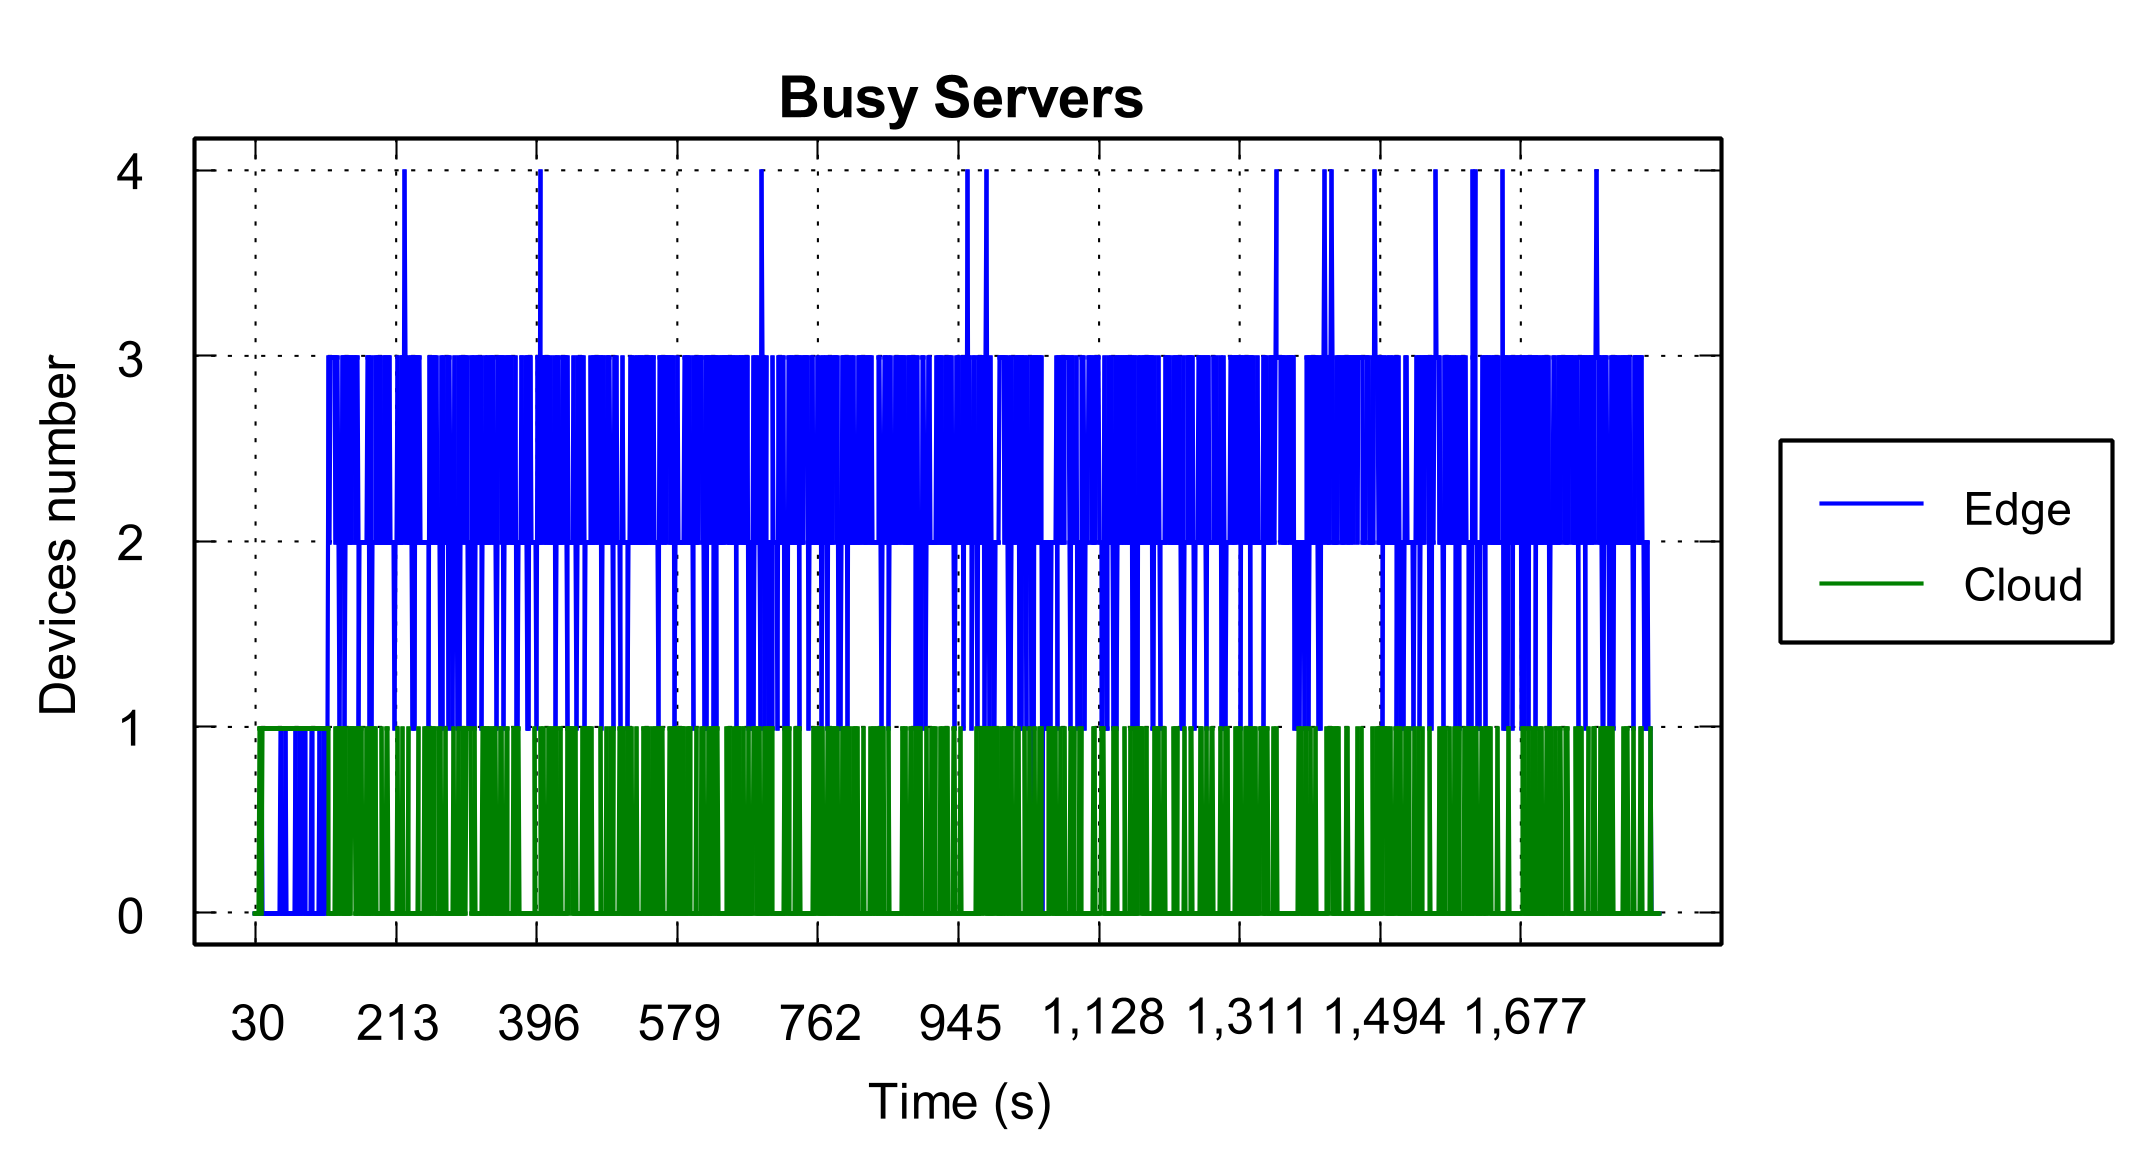 Busy Servers
4
3
2
1
0
Devices number
30 213 396 579 762 945 1,128 1,311 1,494 1,677
Time (s)
Edge
Cloud